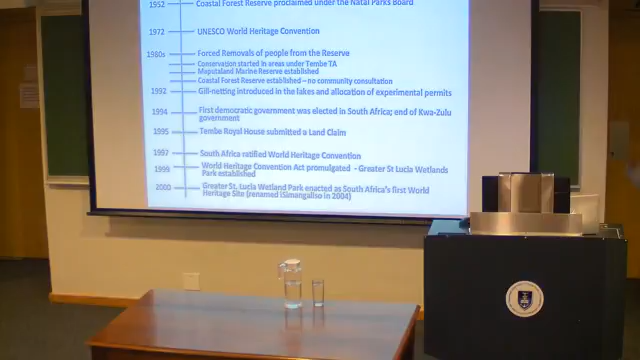 1952 Coastal Forest Reserve proclaimed under the Natal Parks Board
1972 UNESCO World Heritage Convention
1980s Forced Removals of people from the Reserve
Conservation started in areas under Tembe TA
Maputaland Marine Reserve established
Coastal Forest Reserve established – no community consultation
1992 Gill-netting introduced in the lakes and allocation of experimental permits
1994 First democratic government was elected in South Africa; end of Kwa-Zulu
government
1995 Tembe Royal House submitted a Land Claim
1997 South Africa ratified World Heritage Convention
1999 World Heritage Convention Act promulgated - Greater St Lucia Wetlands
Park established
2000 Greater St. Lucia Wetland Park enacted as South Africa's first World
Heritage Site (renamed iSimangaliso in 2004)